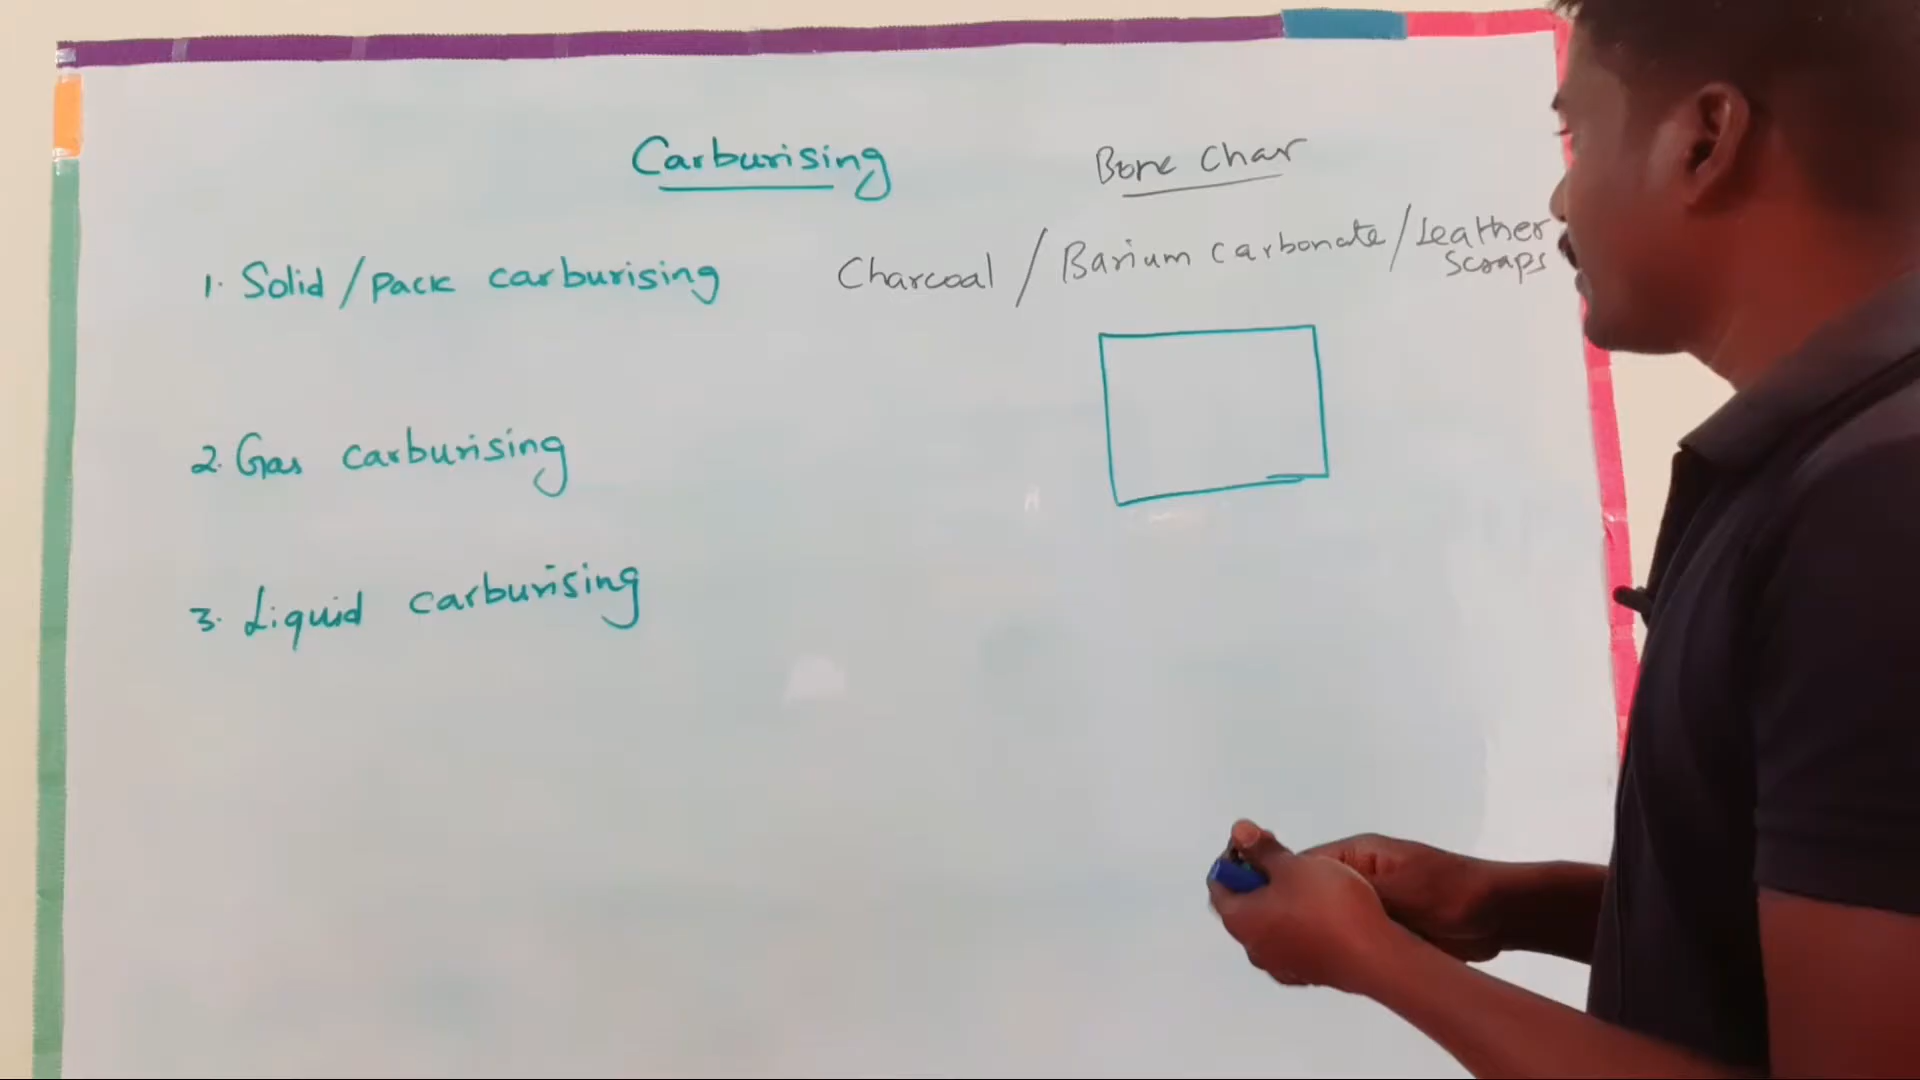 Carburising
Bone Char
1. Solid / pack carburising
Charcoal / Barium carbonate / Leather
Scraps
2. Gas carburising
3. Liquid carburising